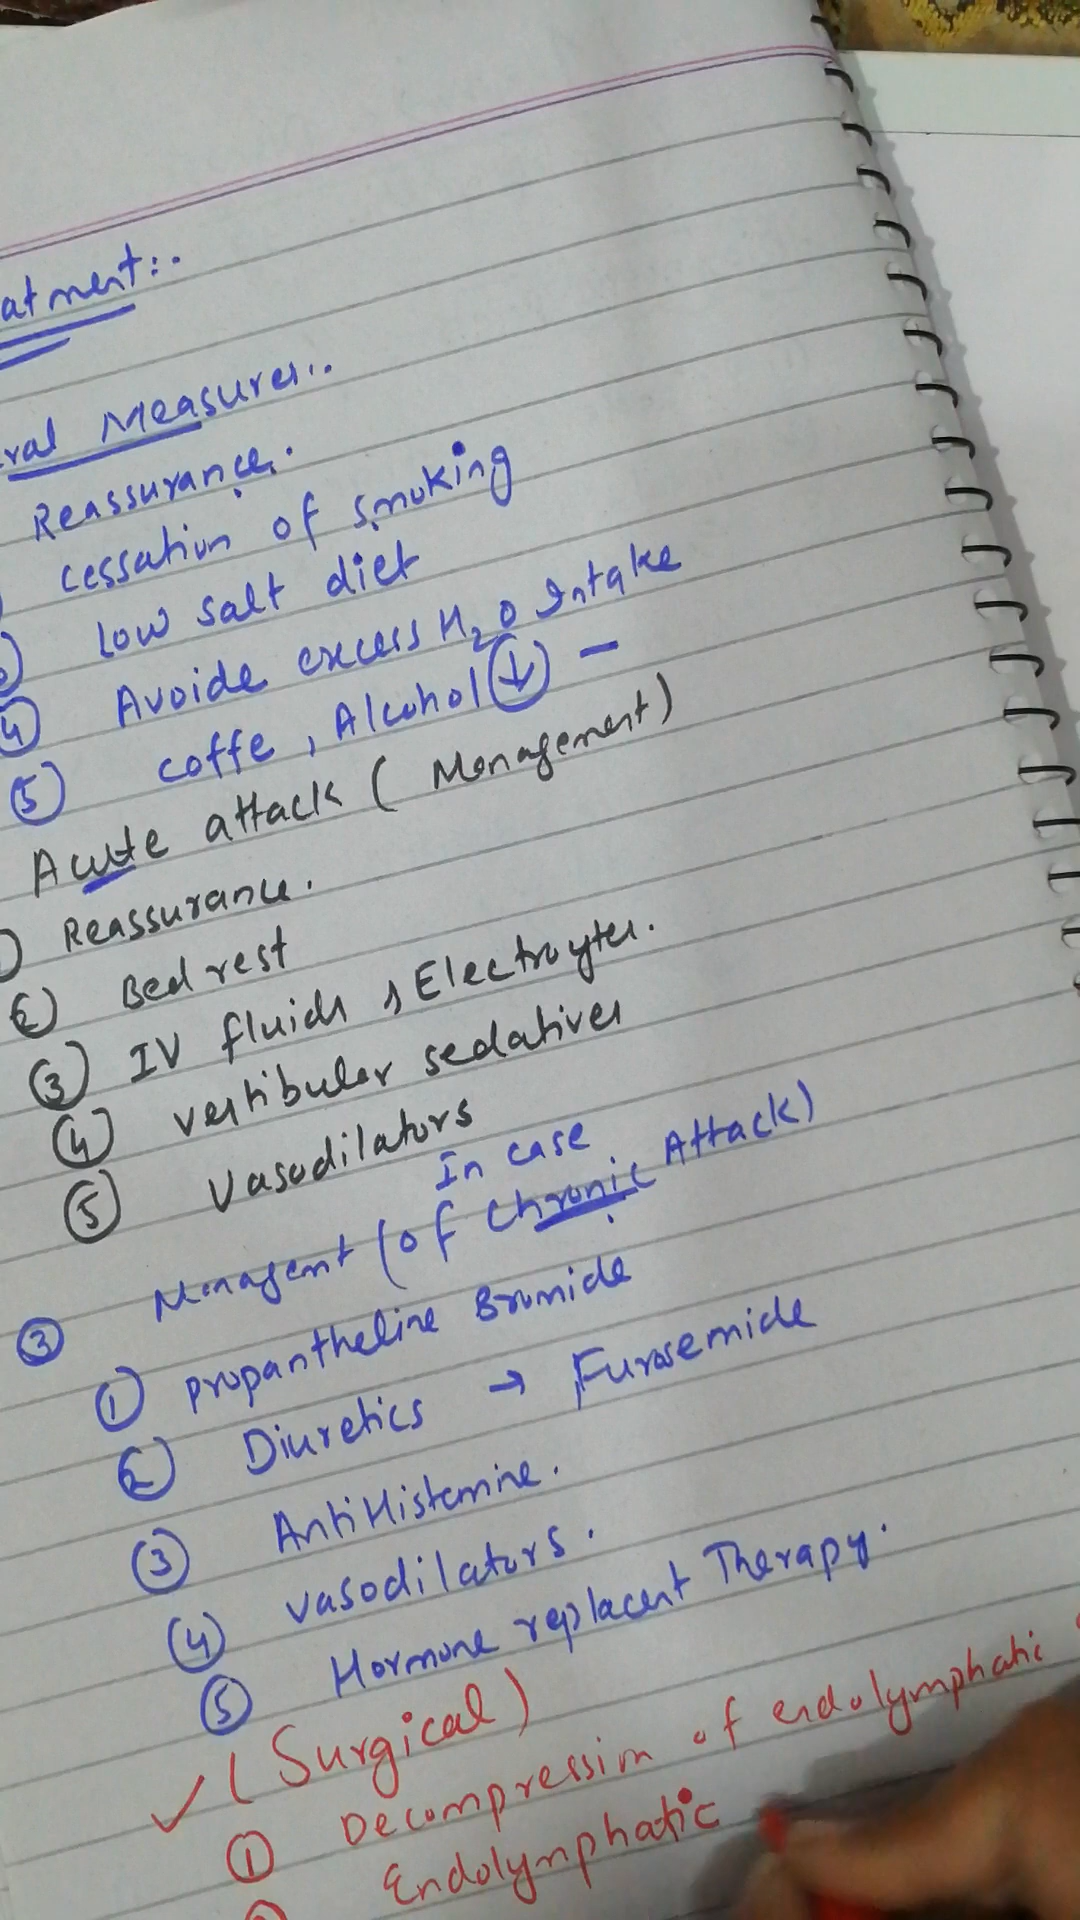 atment:.
ral Measures:.
Reassurance.
cessation of smoking
low salt diet
4 Avoide excess H₂O Intake
5 coffe, Alcohol ↓ -
Acute attack ( Management)
Reassurance.
2 Bed rest
3 IV fluids, Electroytes.
4 vestibular sedatives
5 Vasodilators
In case
3 Managemt (of Chronic Attack)
1 propantheline Bromide
2 Diuretics → Furosemide
3 AntiHistamine.
4 vasodilators.
5 Hormone replacent Therapy.
✓ (Surgical)
1 Decompression of endolymphatic
Endolymphatic